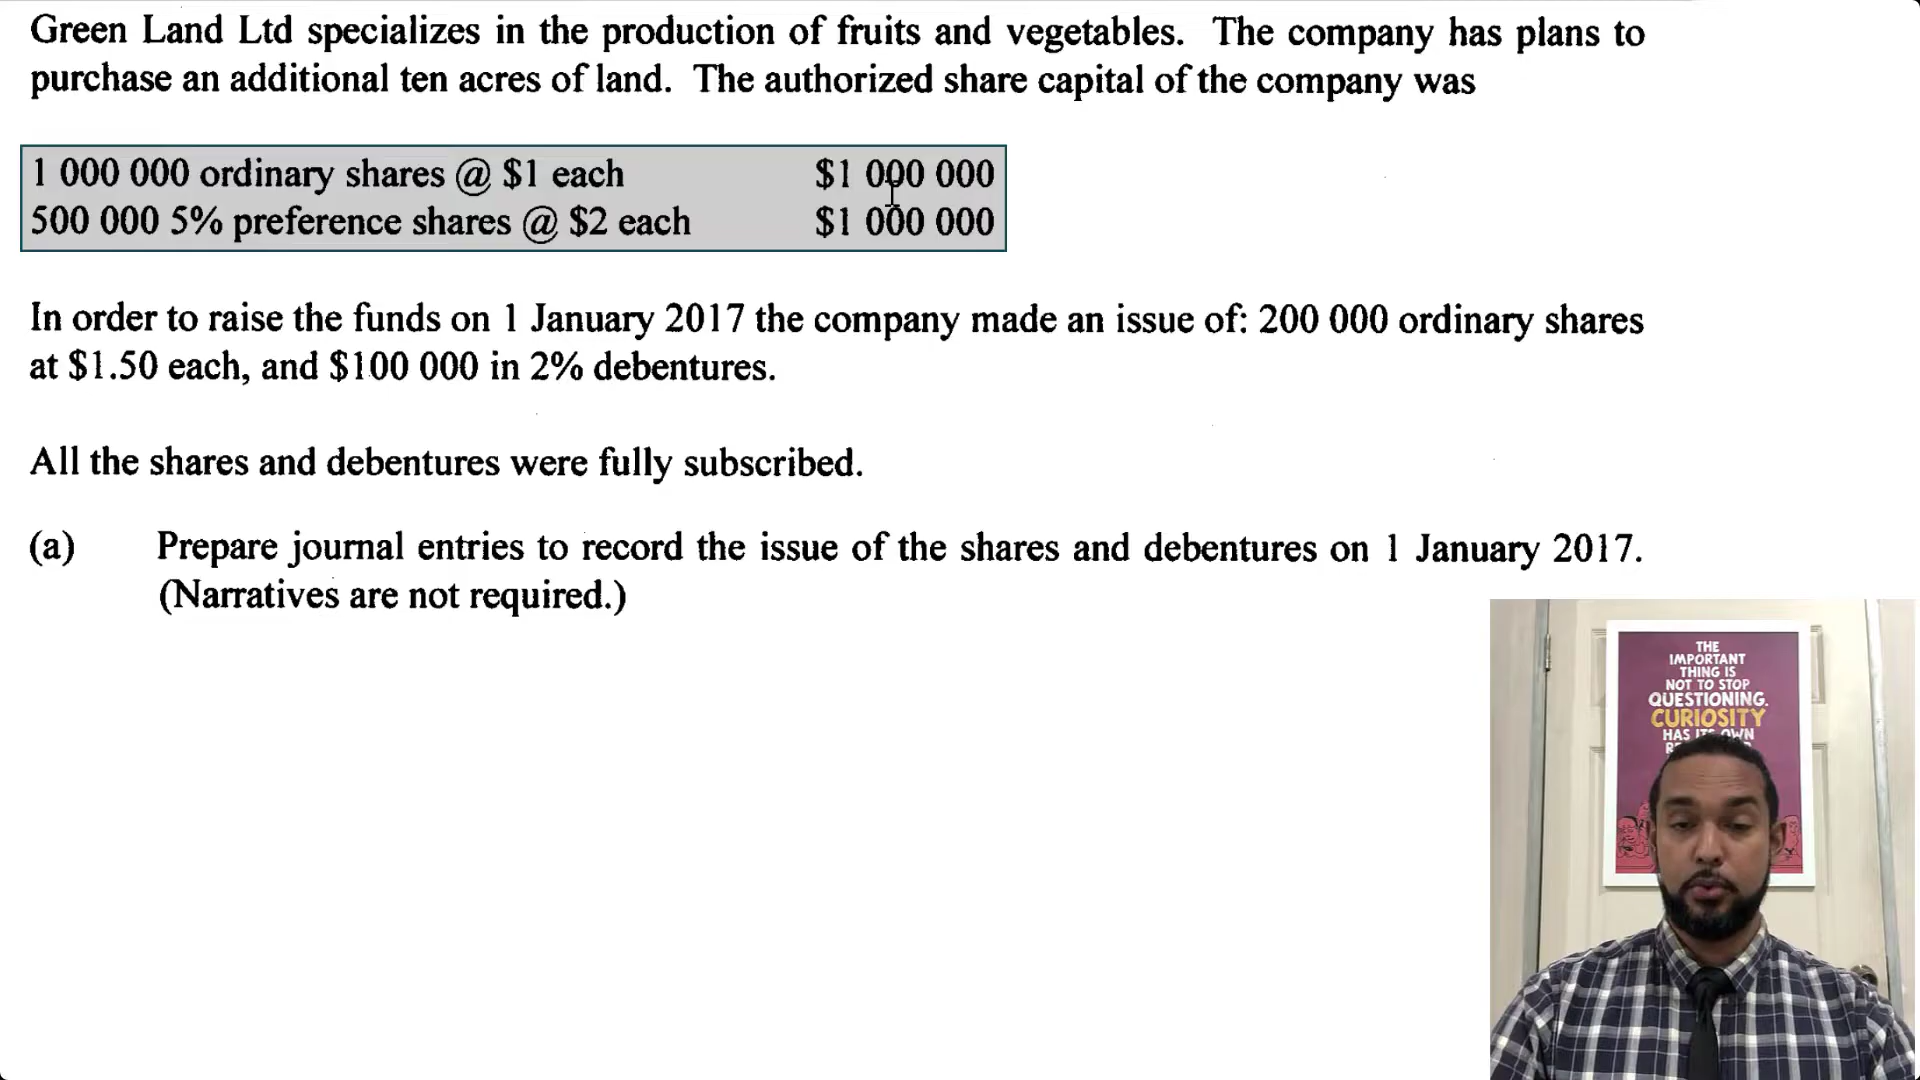 Green Land Ltd specializes in the production of fruits and vegetables. The company has plans to
purchase an additional ten acres of land. The authorized share capital of the company was
1 000 000 ordinary shares @ $1 each $1 000 000
500 000 5% preference shares @ $2 each $1 000 000
In order to raise the funds on 1 January 2017 the company made an issue of: 200 000 ordinary shares
at $1.50 each, and $100 000 in 2% debentures.
All the shares and debentures were fully subscribed.
(a) Prepare journal entries to record the issue of the shares and debentures on 1 January 2017.
(Narratives are not required.)
THE
IMPORTANT
THING IS
NOT TO STOP
QUESTIONING.
CURIOSITY
HAS ITS OWN